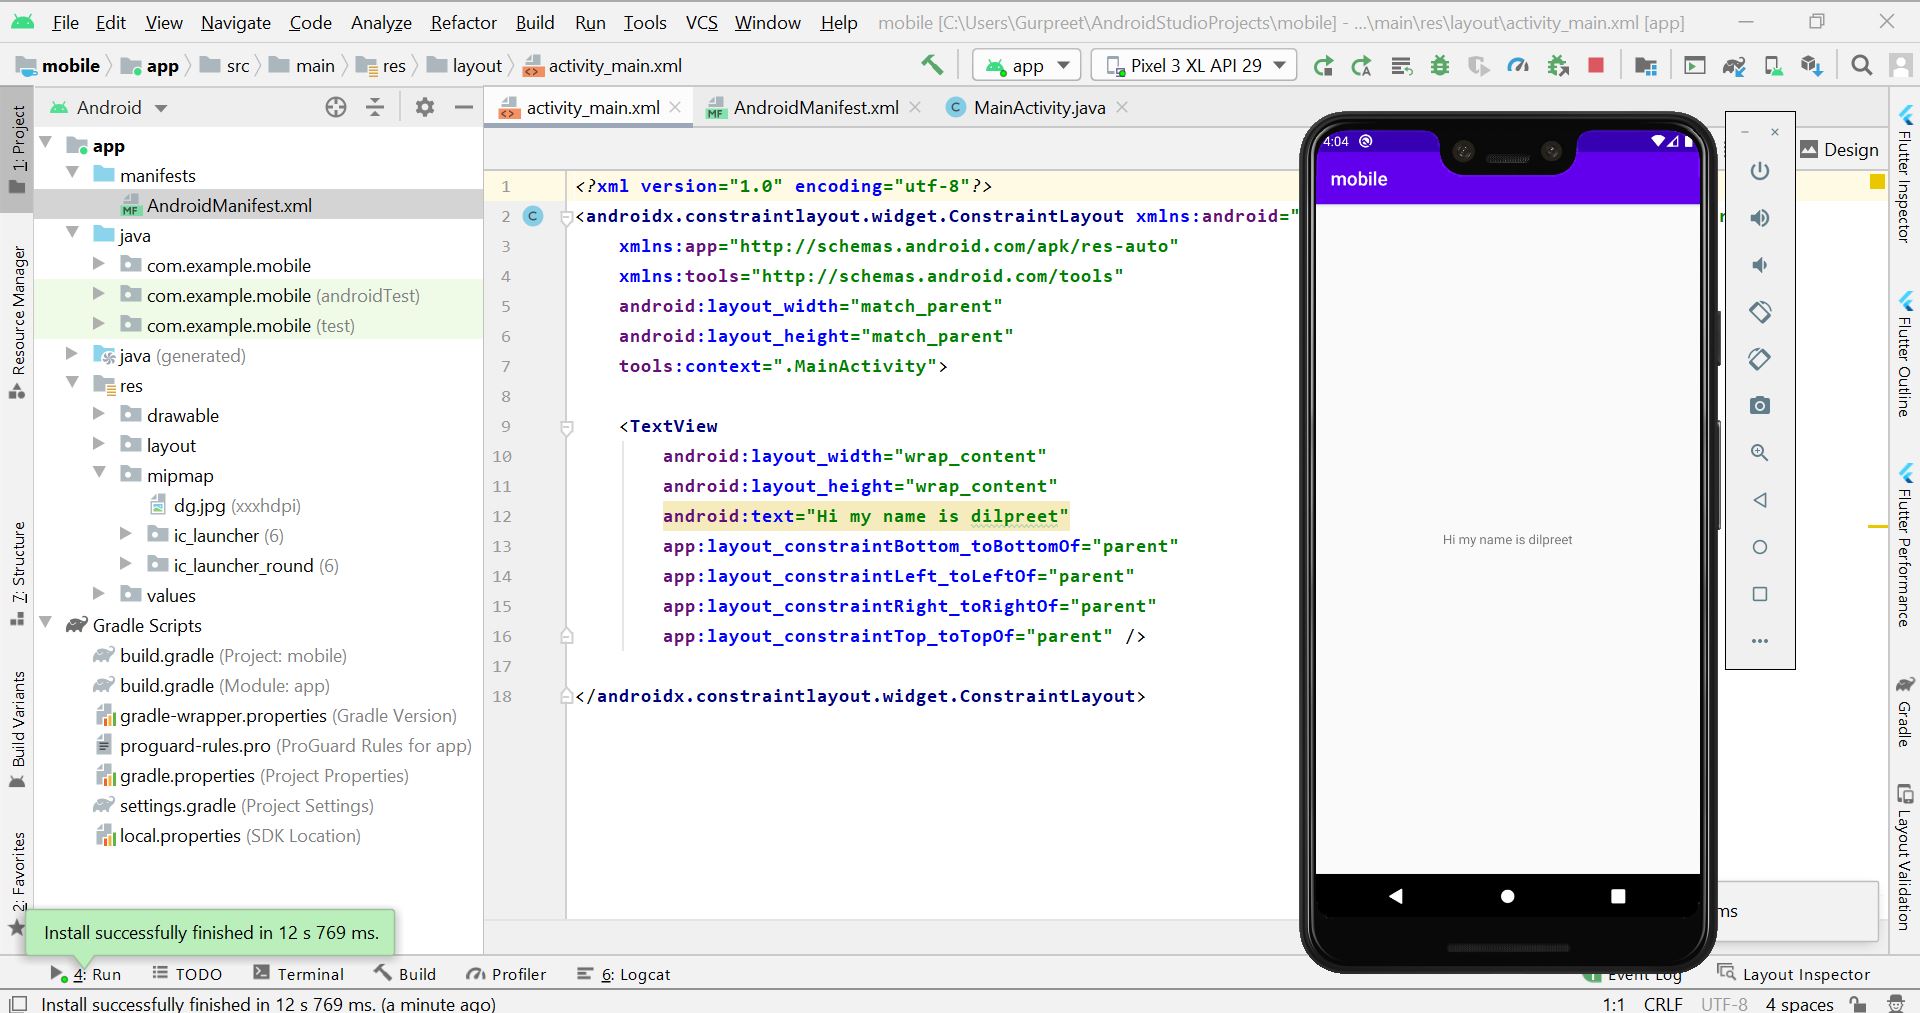 File Edit View Navigate Code Analyze Refactor Build Run Tools VCS Window Help mobile [C:\Users\Gurpreet\AndroidStudioProjects\mobile] - ...\main\res\layout\activity_main.xml [app]
mobile app src main res layout activity_main.xml app Pixel 3 XL API 29
Android
activity_main.xml AndroidManifest.xml MainActivity.java
Design
1: Project
Resource Manager
7: Structure
Build Variants
2: Favorites
app
manifests
AndroidManifest.xml
java
com.example.mobile
com.example.mobile (androidTest)
com.example.mobile (test)
java (generated)
res
drawable
layout
mipmap
dg.jpg (xxxhdpi)
ic_launcher (6)
ic_launcher_round (6)
values
Gradle Scripts
build.gradle (Project: mobile)
build.gradle (Module: app)
gradle-wrapper.properties (Gradle Version)
proguard-rules.pro (ProGuard Rules for app)
gradle.properties (Project Properties)
settings.gradle (Project Settings)
local.properties (SDK Location)
1 <?xml version="1.0" encoding="utf-8"?>
2 <androidx.constraintlayout.widget.ConstraintLayout xmlns:android="
3 xmlns:app="http://schemas.android.com/apk/res-auto"
4 xmlns:tools="http://schemas.android.com/tools"
5 android:layout_width="match_parent"
6 android:layout_height="match_parent"
7 tools:context=".MainActivity">
8
9 <TextView
10 android:layout_width="wrap_content"
11 android:layout_height="wrap_content"
12 android:text="Hi my name is dilpreet"
13 app:layout_constraintBottom_toBottomOf="parent"
14 app:layout_constraintLeft_toLeftOf="parent"
15 app:layout_constraintRight_toRightOf="parent"
16 app:layout_constraintTop_toTopOf="parent" />
17
18 </androidx.constraintlayout.widget.ConstraintLayout>
4:04
mobile
Hi my name is dilpreet
Flutter Inspector
Flutter Outline
Flutter Performance
Gradle
Layout Validation
ms
Install successfully finished in 12 s 769 ms.
4: Run TODO Terminal Build Profiler 6: Logcat Event Log Layout Inspector
Install successfully finished in 12 s 769 ms. (a minute ago) 1:1 CRLF UTF-8 4 spaces